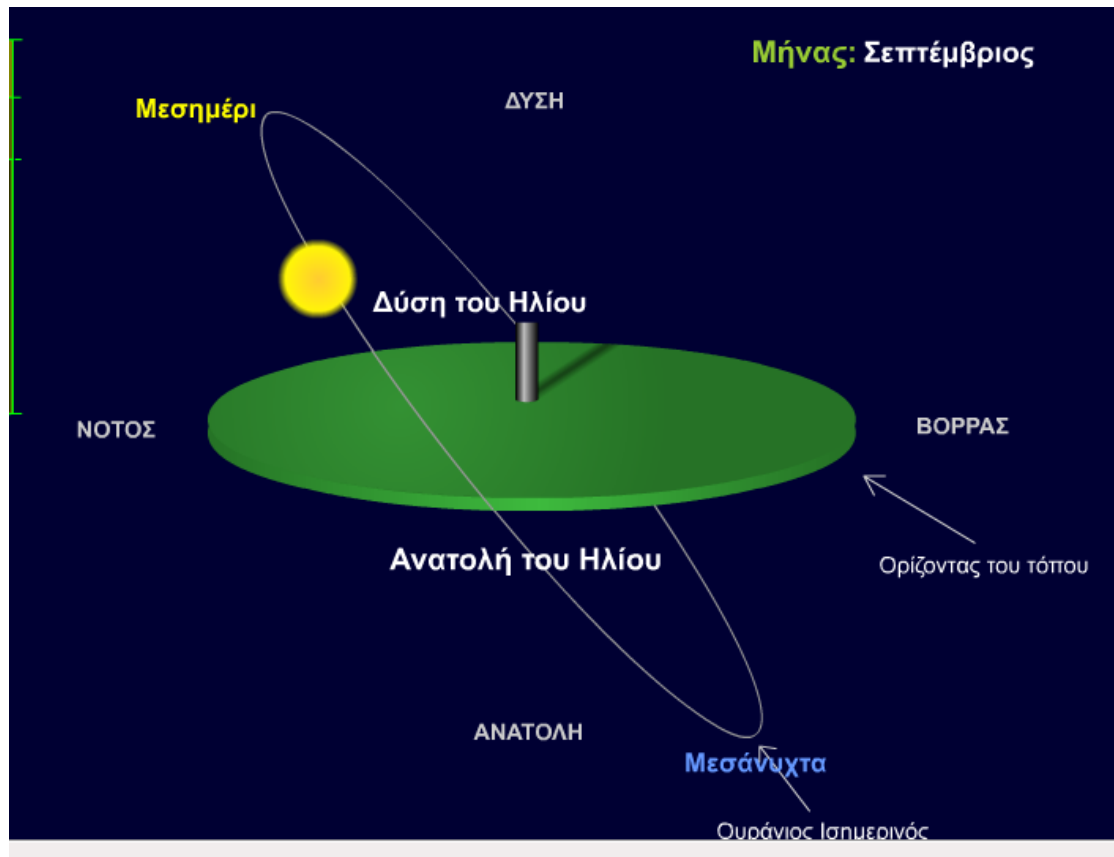 Μήνας: Σεπτέμβριος
Μεσημέρι
ΔΥΣΗ
Δύση του Ηλίου
ΝΟΤΟΣ
ΒΟΡΡΑΣ
Ανατολή του Ηλίου
Ορίζοντας του τόπου
ΑΝΑΤΟΛΗ
Μεσάνυχτα
Ουράνιος Ισημερινός